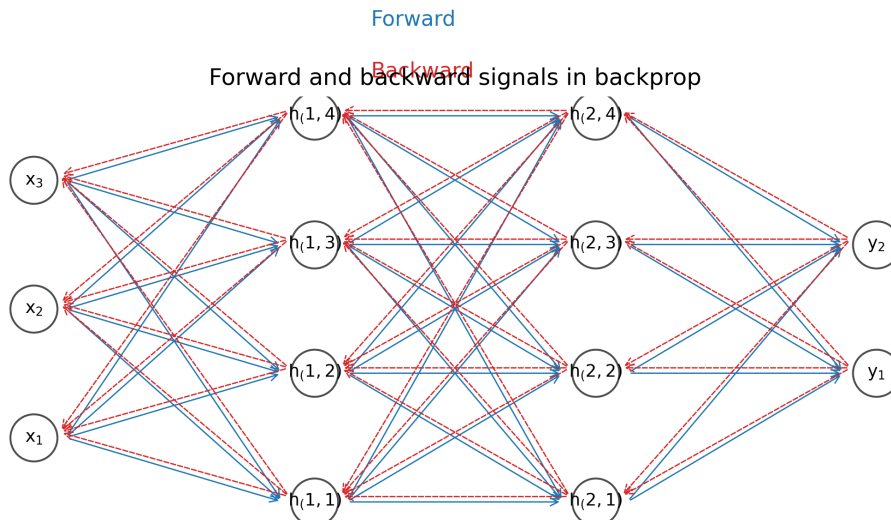 Forward
Backward
Forward and backward signals in backprop
h(1, 4)
h(2, 4)
x3
h(1, 3)
h(2, 3)
y2
x2
h(1, 2)
h(2, 2)
y1
x1
h(1, 1)
h(2, 1)